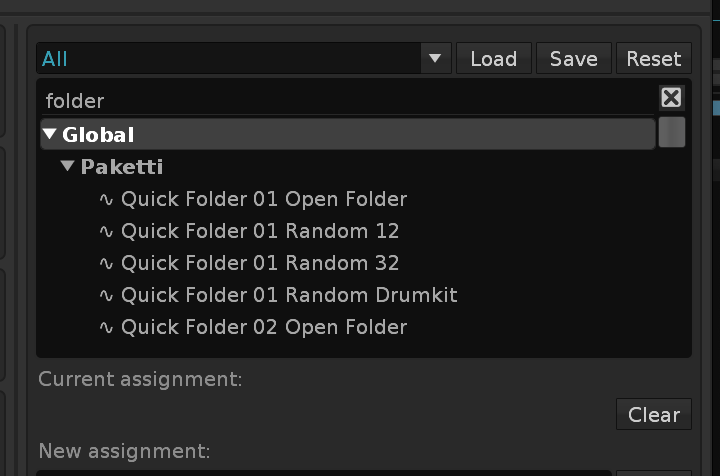 All Load Save Reset
folder
Global
Paketti
Quick Folder 01 Open Folder
Quick Folder 01 Random 12
Quick Folder 01 Random 32
Quick Folder 01 Random Drumkit
Quick Folder 02 Open Folder
Current assignment:
Clear
New assignment: